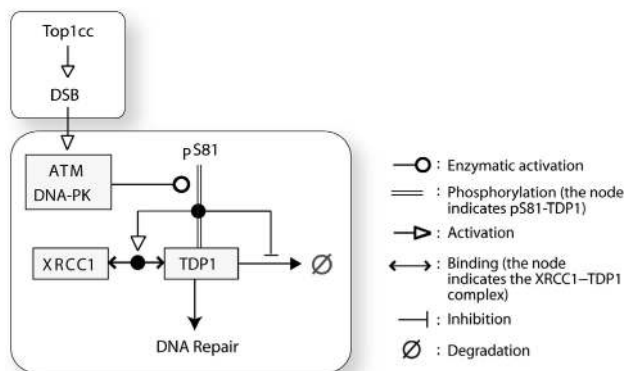 Top1cc
DSB
pS81
ATM
DNA-PK
XRCC1
TDP1
DNA Repair
: Enzymatic activation
: Phosphorylation (the node
indicates pS81-TDP1)
: Activation
: Binding (the node
indicates the XRCC1–TDP1
complex)
: Inhibition
: Degradation